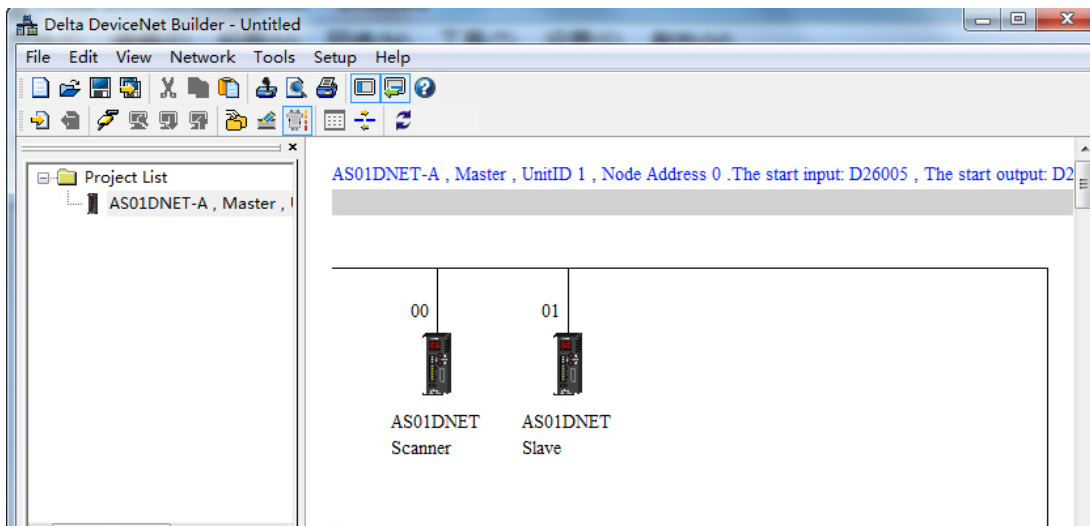 Delta DeviceNet Builder - Untitled
File Edit View Network Tools Setup Help
Project List
AS01DNET-A , Master ,
AS01DNET-A , Master , UnitID 1 , Node Address 0 .The start input: D26005 , The start output: D2
00
01
AS01DNET
Scanner
AS01DNET
Slave